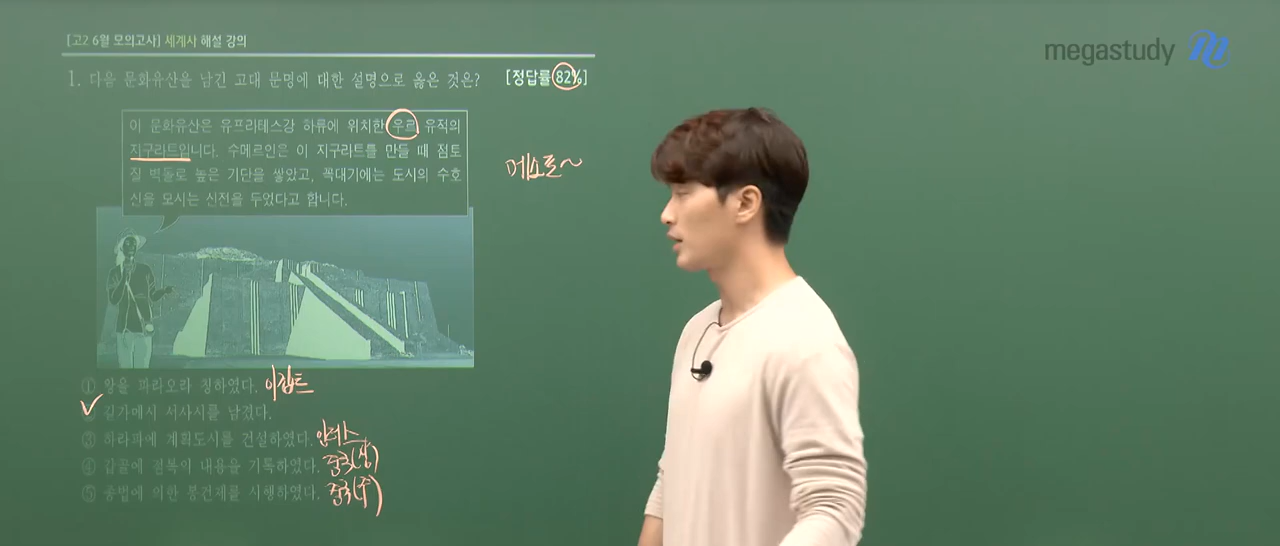 [고2 6월 모의고사] 세계사 해설 강의
megastudy
1. 다음 문화유산을 남긴 고대 문명에 대한 설명으로 옳은 것은? [정답률 82%]
이 문화유산은 유프라테스강 하류에 위치한 우르 유적의
지구라트입니다. 수메르인은 이 지구라트를 만들 때 점토
질 벽돌로 높은 기단을 쌓았고, 꼭대기에는 도시의 수호
신을 모시는 신전을 두었다고 합니다.
메소포~
① 왕을 파라오라 칭하였다. 이집트
② 길가메시 서사시를 남겼다.
③ 하라파에 계획도시를 건설하였다. 인더스
④ 갑골에 점복의 내용을 기록하였다. 중국(상)
⑤ 종법에 의한 봉건제를 시행하였다. 중국(주)